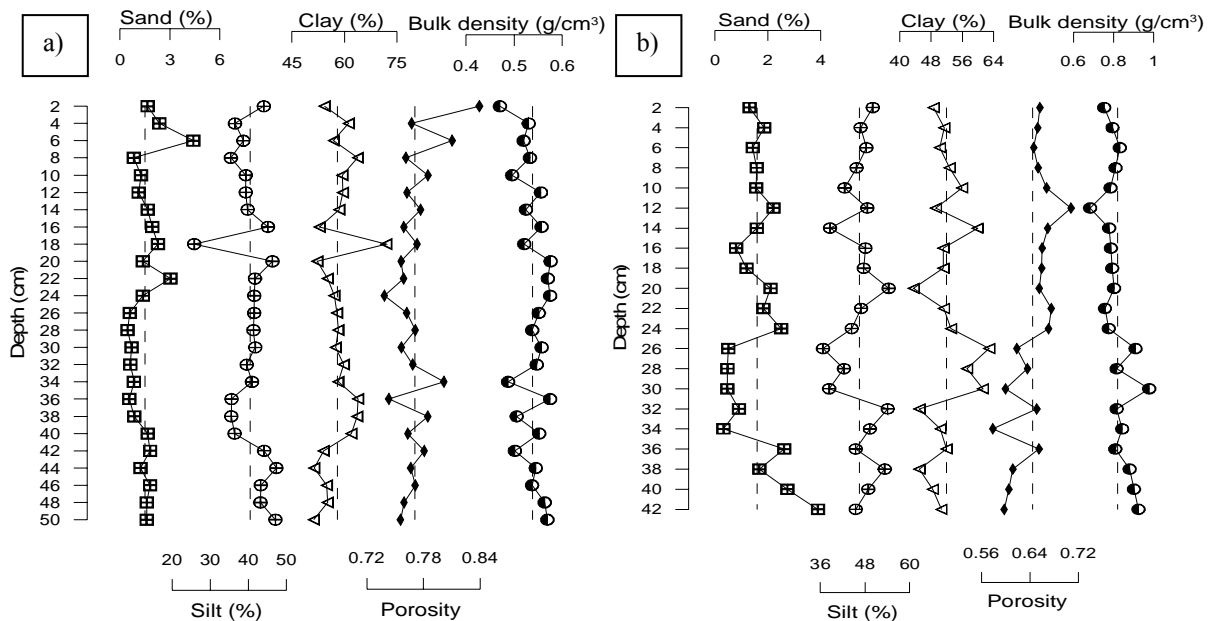 a)
Sand (%)
0 3 6
Clay (%)
45 60 75
Bulk density (g/cm³)
0.4 0.5 0.6
Depth (cm)
2
4
6
8
10
12
14
16
18
20
22
24
26
28
30
32
34
36
38
40
42
44
46
48
50
20 30 40 50
Silt (%)
0.72 0.78 0.84
Porosity
b)
Sand (%)
0 2 4
Clay (%)
40 48 56 64
Bulk density (g/cm³)
0.6 0.8 1
Depth (cm)
2
4
6
8
10
12
14
16
18
20
22
24
26
28
30
32
34
36
38
40
42
36 48 60
Silt (%)
0.56 0.64 0.72
Porosity